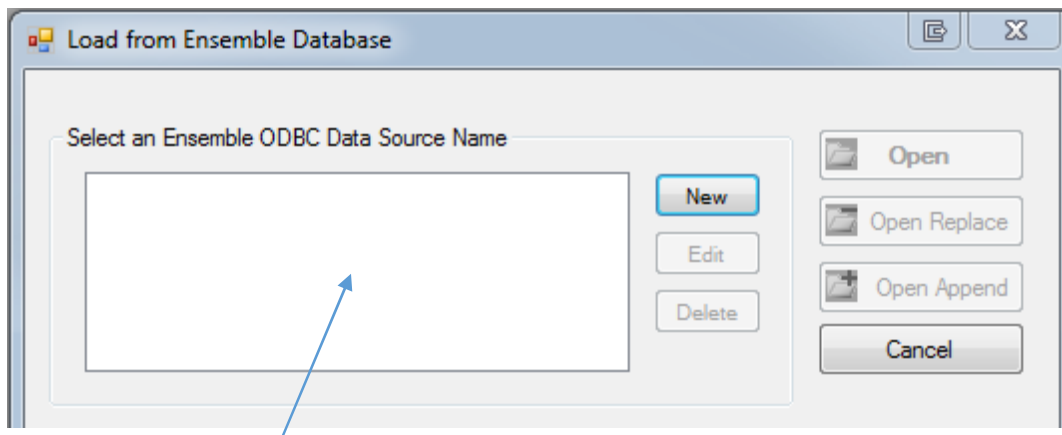 Load from Ensemble Database
Select an Ensemble ODBC Data Source Name
New
Edit
Delete
Open
Open Replace
Open Append
Cancel